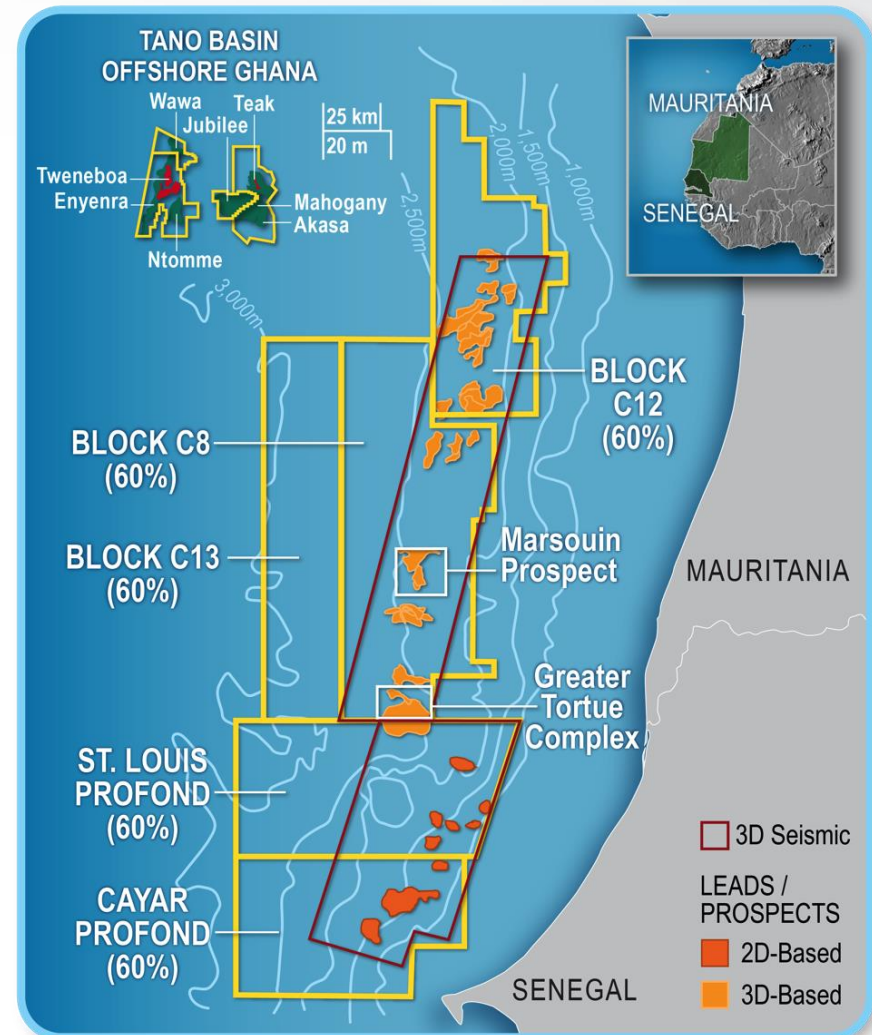 TANO BASIN
OFFSHORE GHANA
Wawa
Teak
Jubilee
Tweneboa
Enyenra
Mahogany
Akasa
Ntomme
25 km
20 m
MAURITANIA
SENEGAL
2,000m
1,500m
1,000m
2,500m
3,000m
BLOCK
C12
(60%)
BLOCK C8
(60%)
BLOCK C13
(60%)
Marsouin
Prospect
MAURITANIA
Greater
Tortue
Complex
ST. LOUIS
PROFOND
(60%)
CAYAR
PROFOND
(60%)
SENEGAL
3D Seismic
LEADS /
PROSPECTS
2D-Based
3D-Based